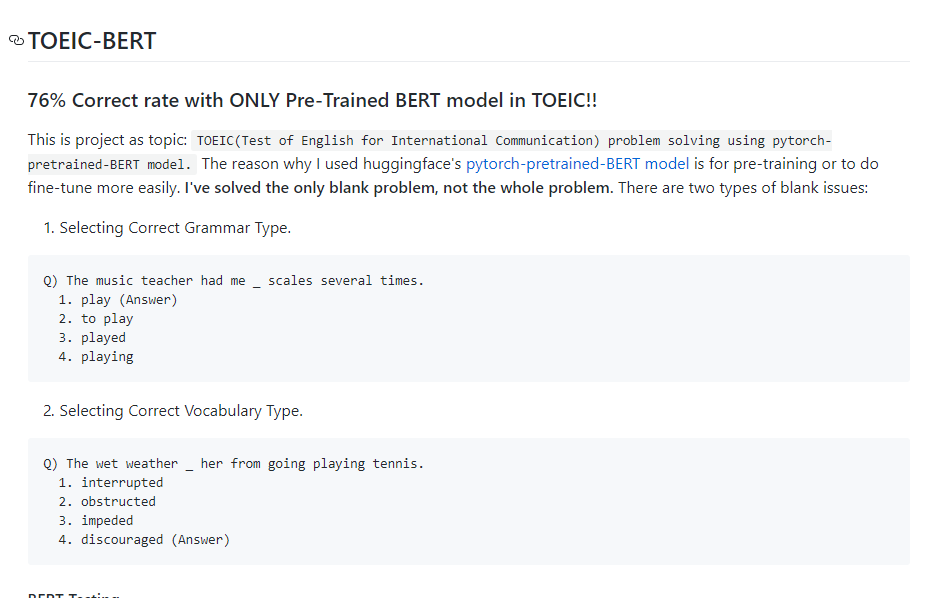 TOEIC-BERT
76% Correct rate with ONLY Pre-Trained BERT model in TOEIC!!
This is project as topic: TOEIC(Test of English for International Communication) problem solving using pytorch-
pretrained-BERT model. The reason why I used huggingface's pytorch-pretrained-BERT model is for pre-training or to do
fine-tune more easily. I've solved the only blank problem, not the whole problem. There are two types of blank issues:
1. Selecting Correct Grammar Type.
Q) The music teacher had me _ scales several times.
1. play (Answer)
2. to play
3. played
4. playing
2. Selecting Correct Vocabulary Type.
Q) The wet weather _ her from going playing tennis.
1. interrupted
2. obstructed
3. impeded
4. discouraged (Answer)
BERT Testing